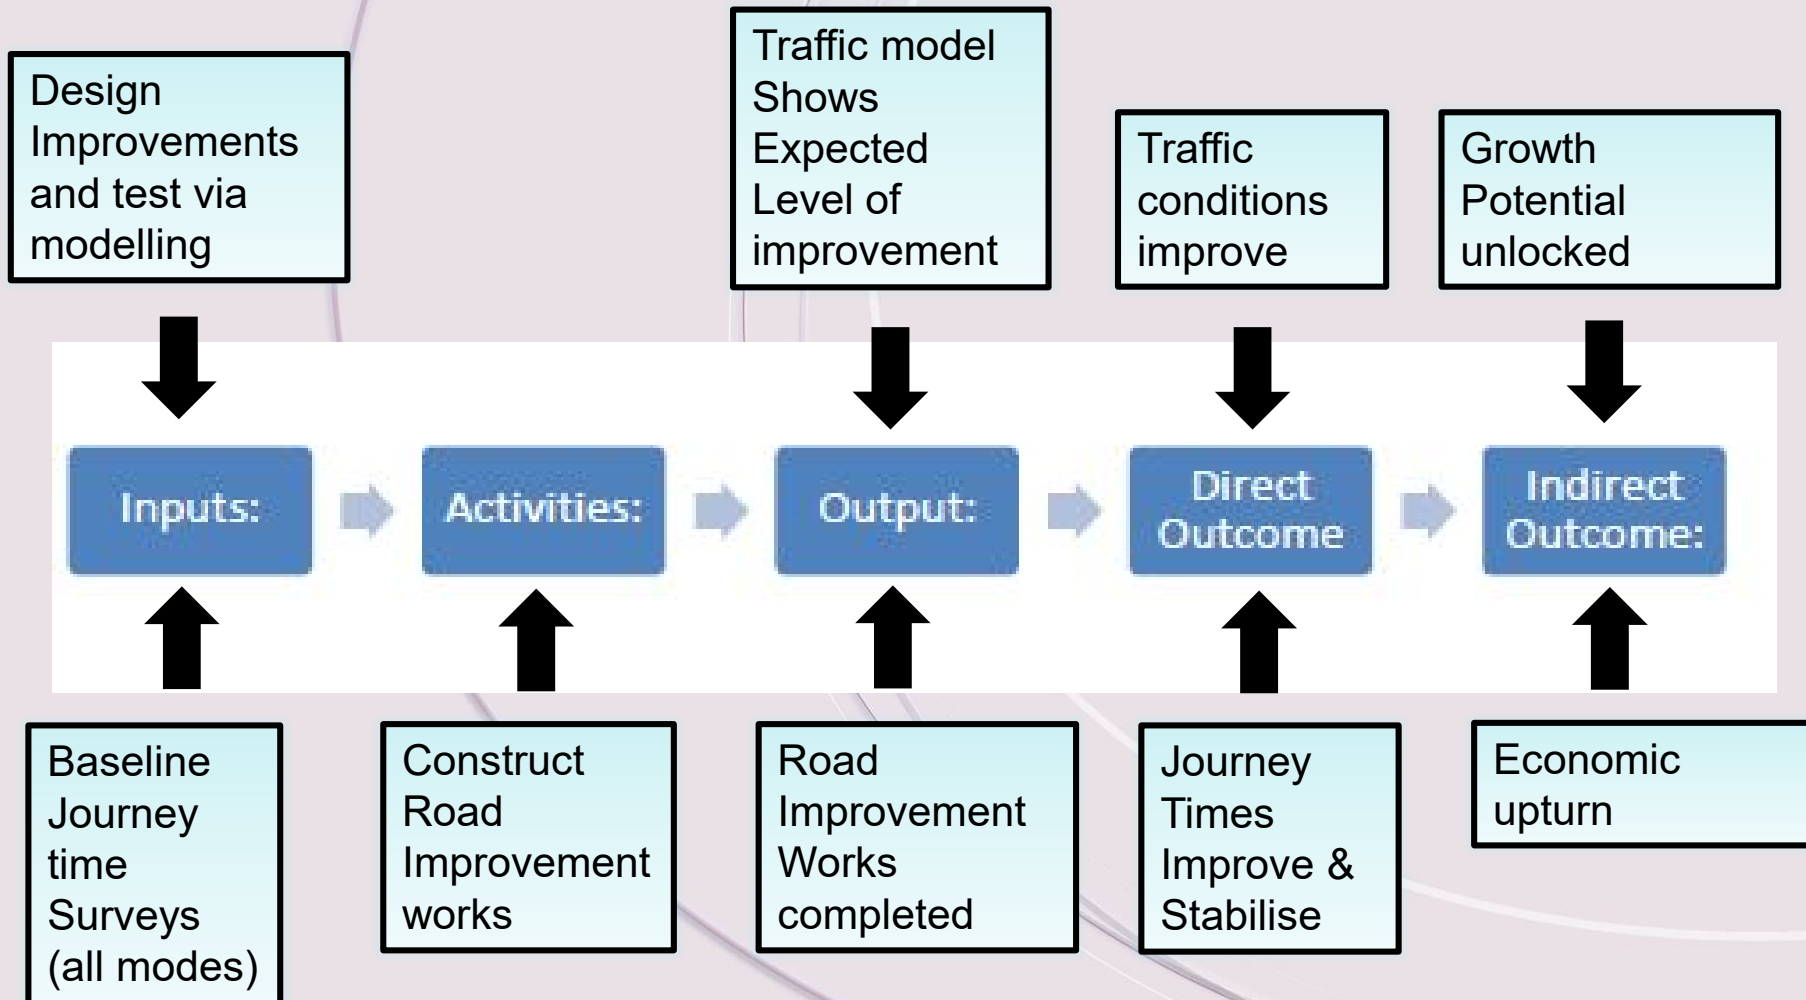 Design
Improvements
and test via
modelling
Traffic model
Shows
Expected
Level of
improvement
Traffic
conditions
improve
Growth
Potential
unlocked
Inputs:
Activities:
Output:
Direct
Outcome
Indirect
Outcome:
Baseline
Journey
time
Surveys
(all modes)
Construct
Road
Improvement
works
Road
Improvement
Works
completed
Journey
Times
Improve &
Stabilise
Economic
upturn